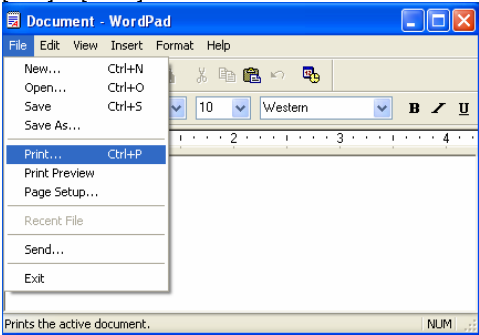 Document - WordPad
File Edit View Insert Format Help
New... Ctrl+N
Open... Ctrl+O
Save Ctrl+S
Save As...
10 Western B / U
2 3 4
Print... Ctrl+P
Print Preview
Page Setup...
Recent File
Send...
Exit
Prints the active document. NUM